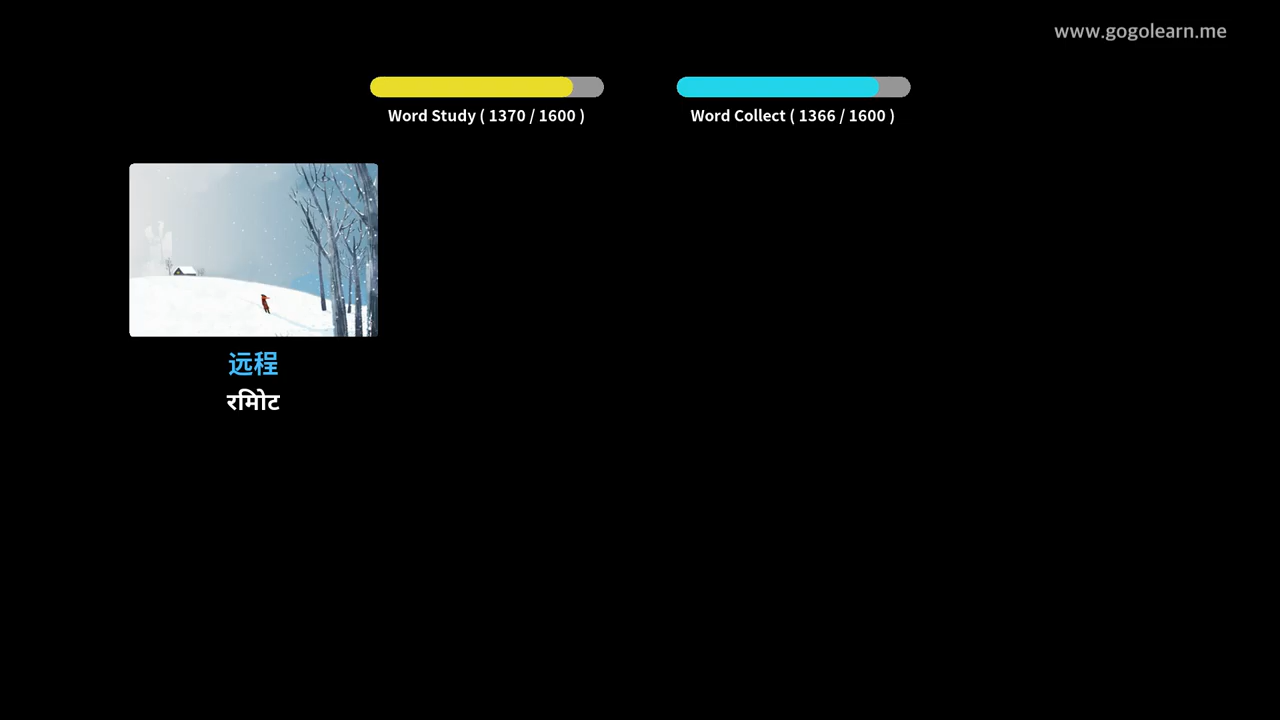 www.gogolearn.me
Word Study ( 1370 / 1600 )
Word Collect ( 1366 / 1600 )
远程
रिमोट